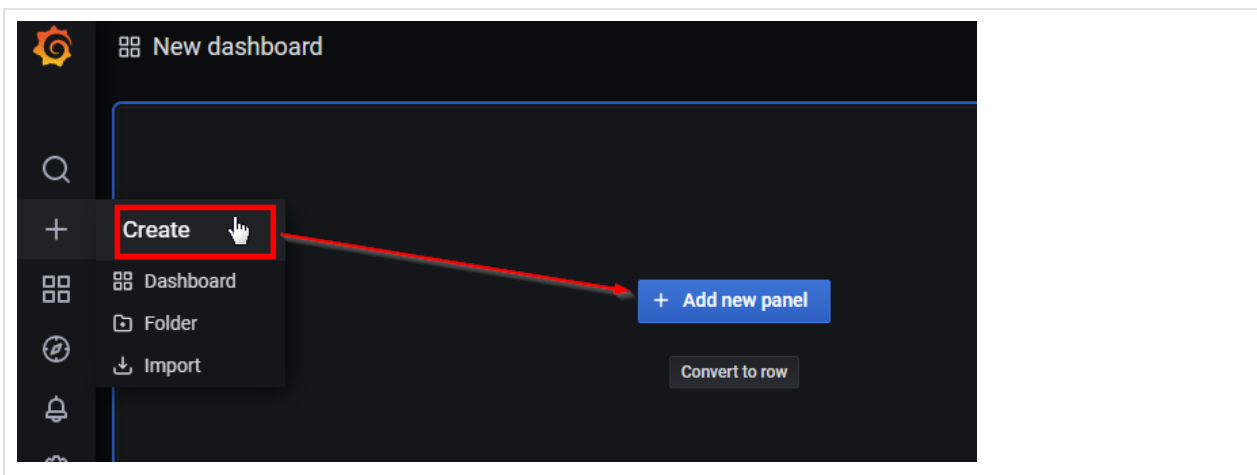 New dashboard
Create
Dashboard
Folder
Import
+ Add new panel
Convert to row